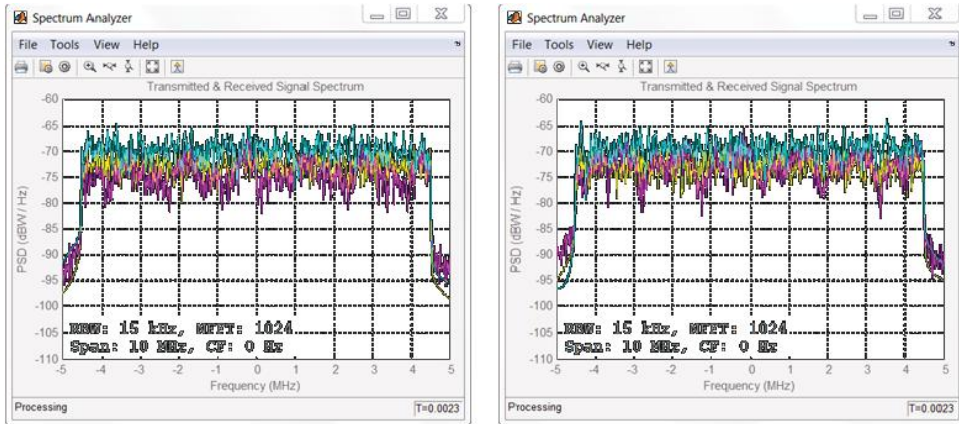 Spectrum Analyzer
File Tools View Help
Transmitted & Received Signal Spectrum
-60
-65
-70
-75
-80
-85
-90
-95
-100
-105
-110
PSD (dBW / Hz)
RBW: 15 kHz, NFFT: 1024
Span: 10 MHz, CF: 0 Hz
-5 -4 -3 -2 -1 0 1 2 3 4 5
Frequency (MHz)
Processing T=0.0023
Spectrum Analyzer
File Tools View Help
Transmitted & Received Signal Spectrum
-60
-65
-70
-75
-80
-85
-90
-95
-100
-105
-110
PSD (dBW / Hz)
RBW: 15 kHz, NFFT: 1024
Span: 10 MHz, CF: 0 Hz
-5 -4 -3 -2 -1 0 1 2 3 4 5
Frequency (MHz)
Processing T=0.0023